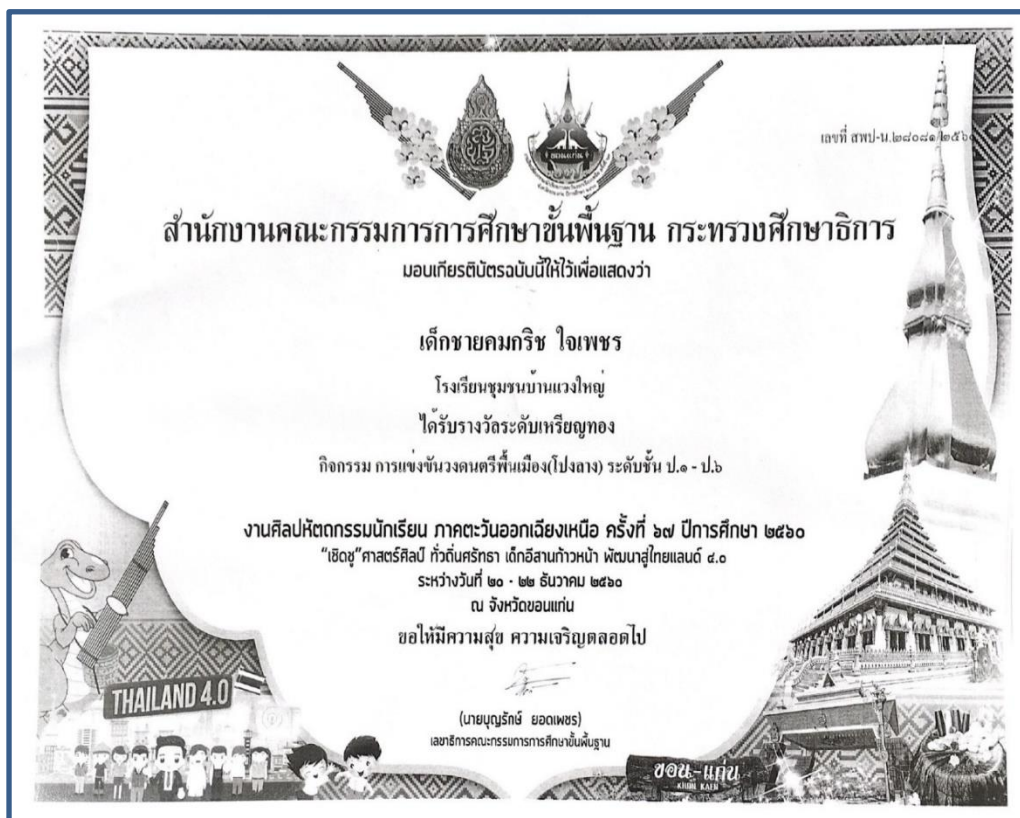 เลขที่ สพป-น.๒๘๐๘๑/๒๕๖๐
สำนักงานคณะกรรมการการศึกษาขั้นพื้นฐาน กระทรวงศึกษาธิการ
มอบเกียรติบัตรฉบับนี้ให้ไว้เพื่อแสดงว่า
เด็กชายคมกริช ใจเพชร
โรงเรียนชุมชนบ้านแวงใหญ่
ได้รับรางวัลระดับเหรียญทอง
กิจกรรม การแข่งขันวงดนตรีพื้นเมือง(โปงลาง) ระดับชั้น ป.๑ - ป.๖
งานศิลปหัตถกรรมนักเรียน ภาคตะวันออกเฉียงเหนือ ครั้งที่ ๖๗ ปีการศึกษา ๒๕๖๐
“เชิดชู”ศาสตร์ศิลป์ ทั่วถิ่นศรัทธา เด็กอีสานก้าวหน้า พัฒนาสู่ไทยแลนด์ ๔.๐
ระหว่างวันที่ ๒๐ - ๒๒ ธันวาคม ๒๕๖๐
ณ จังหวัดขอนแก่น
ขอให้มีความสุข ความเจริญตลอดไป
(นายบุญรักษ์ ยอดเพชร)
เลขาธิการคณะกรรมการการศึกษาขั้นพื้นฐาน
THAILAND 4.0
ขอน-แก่น
KHON KAEN